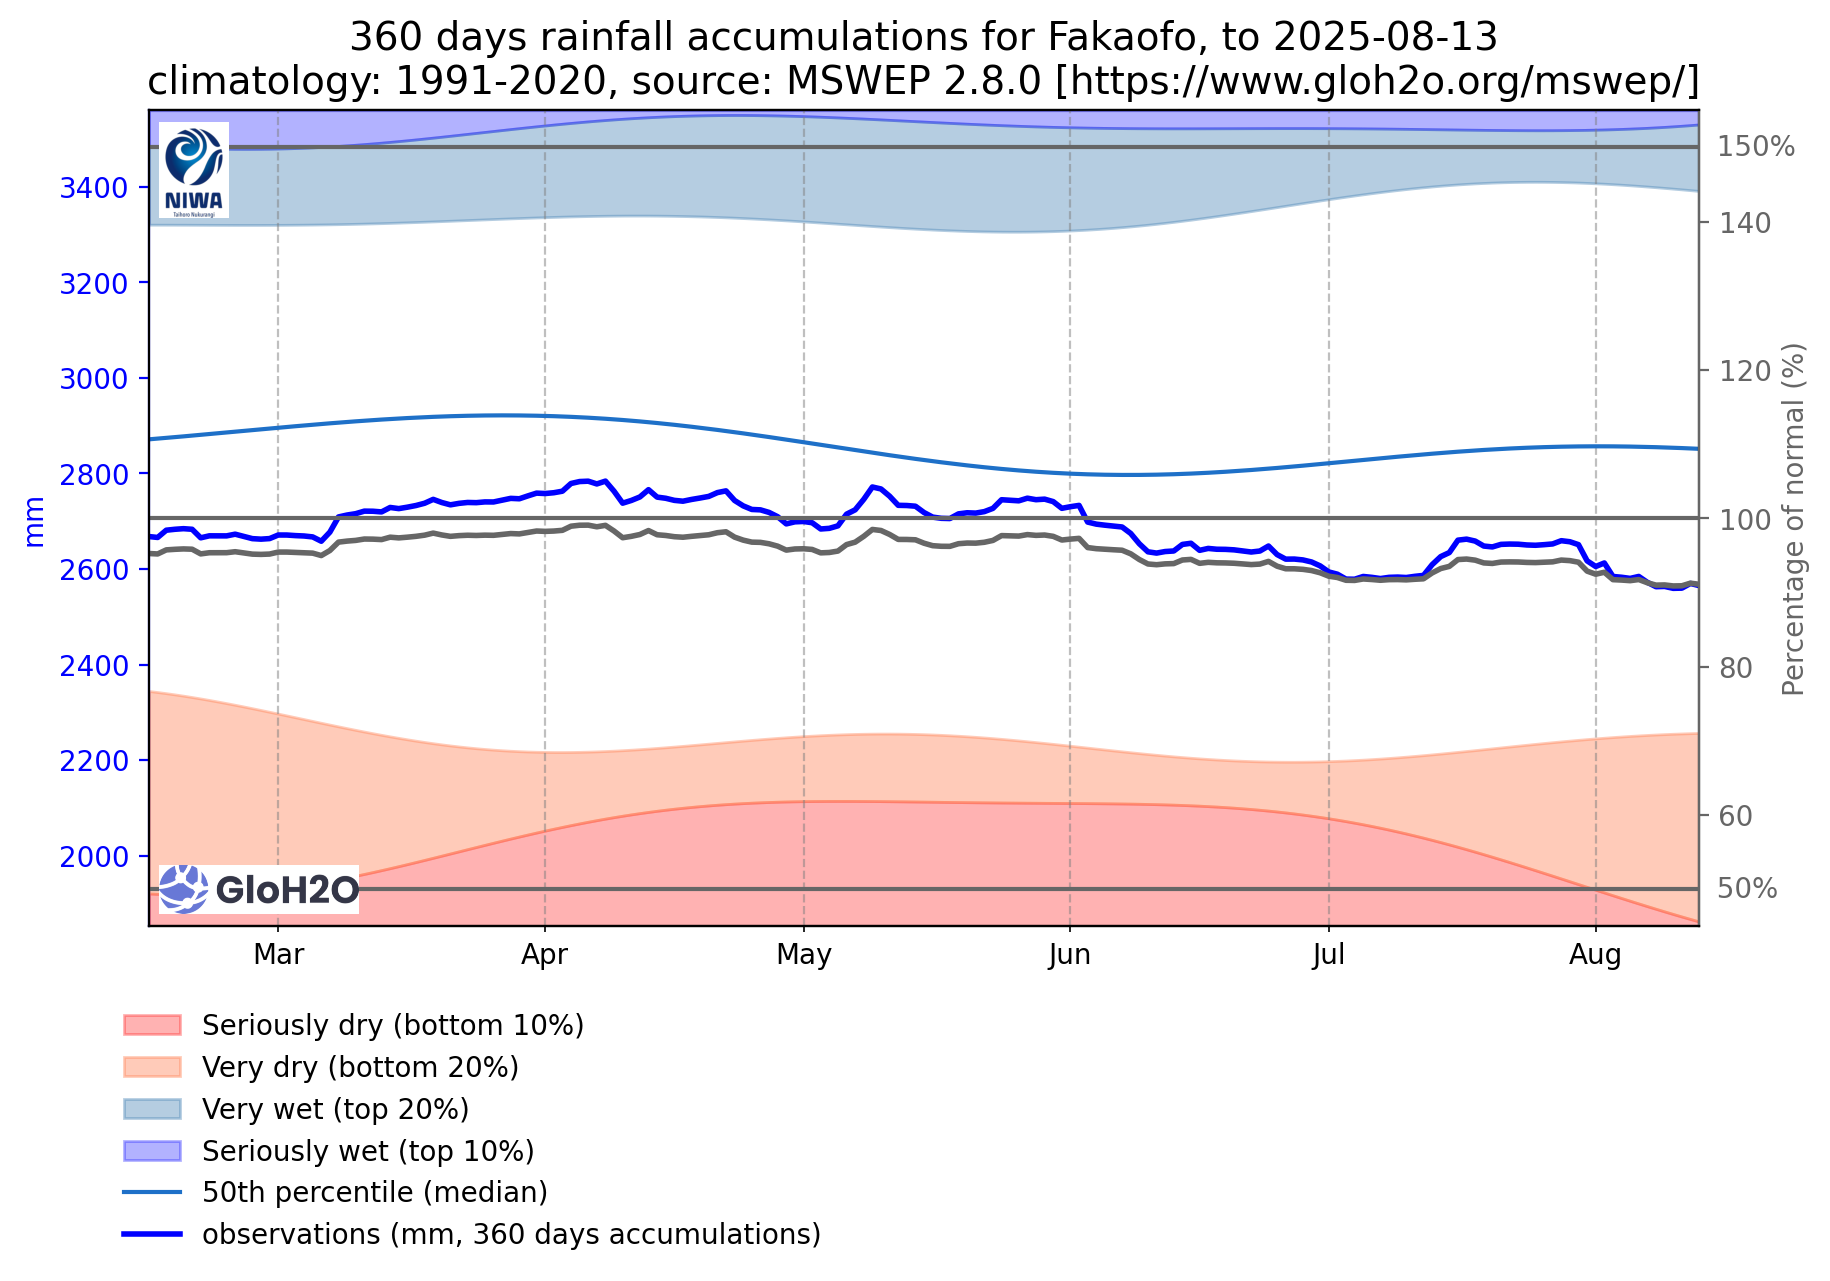 360 days rainfall accumulations for Fakaofo, to 2025-08-13
climatology: 1991-2020, source: MSWEP 2.8.0 [https://www.gloh2o.org/mswep/]
NIWA
Taihoro Nukurangi
150%
3400
140
3200
3000
120
2800
mm
100
Percentage of normal (%)
2600
2400
80
2200
60
2000
GloH2O
50%
Mar Apr May Jun Jul Aug
Seriously dry (bottom 10%)
Very dry (bottom 20%)
Very wet (top 20%)
Seriously wet (top 10%)
50th percentile (median)
observations (mm, 360 days accumulations)